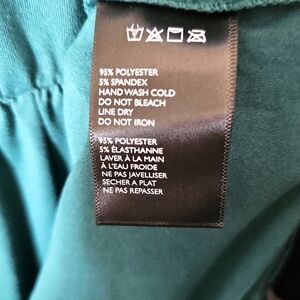 95% POLYESTER
5% SPANDEX
HAND WASH COLD
DO NOT BLEACH
LINE DRY
DO NOT IRON
95% POLYESTER
5% ÉLASTHANNE
LAVER À LA MAIN
À L'EAU FROIDE
NE PAS JAVELLISER
SECHER A PLAT
NE PAS REPASSER